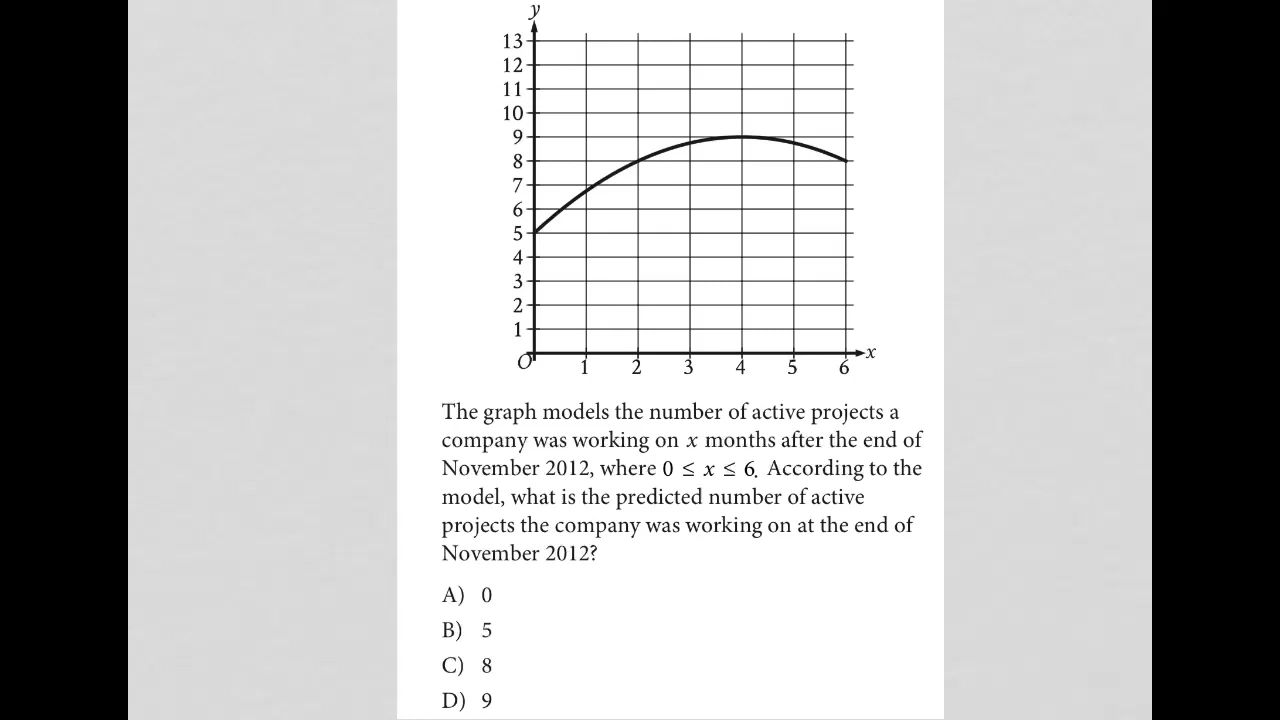 y
13
12
11
10
9
8
7
6
5
4
3
2
1
O 1 2 3 4 5 6 x
The graph models the number of active projects a
company was working on x months after the end of
November 2012, where 0 ≤ x ≤ 6. According to the
model, what is the predicted number of active
projects the company was working on at the end of
November 2012?
A) 0
B) 5
C) 8
D) 9